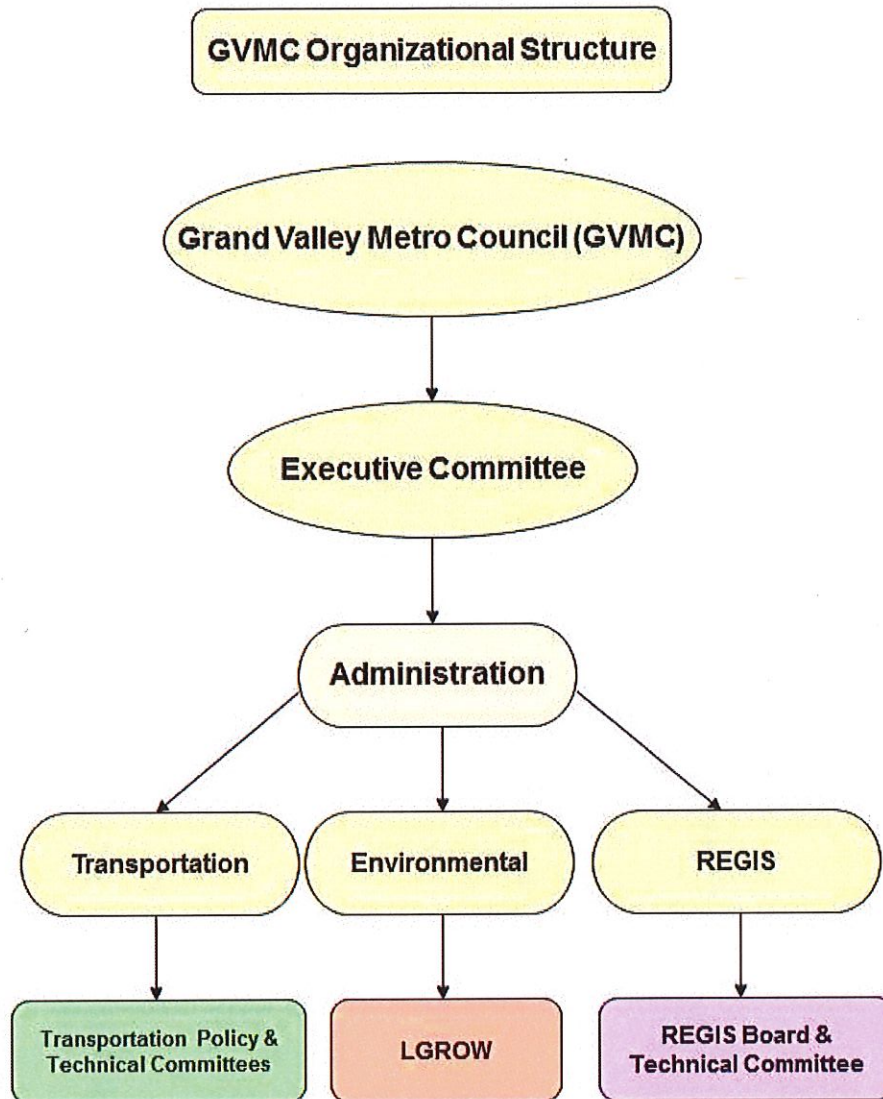 GVMC Organizational Structure
Grand Valley Metro Council (GVMC)
Executive Committee
Administration
Transportation
Environmental
REGIS
Transportation Policy &
Technical Committees
LGROW
REGIS Board &
Technical Committee